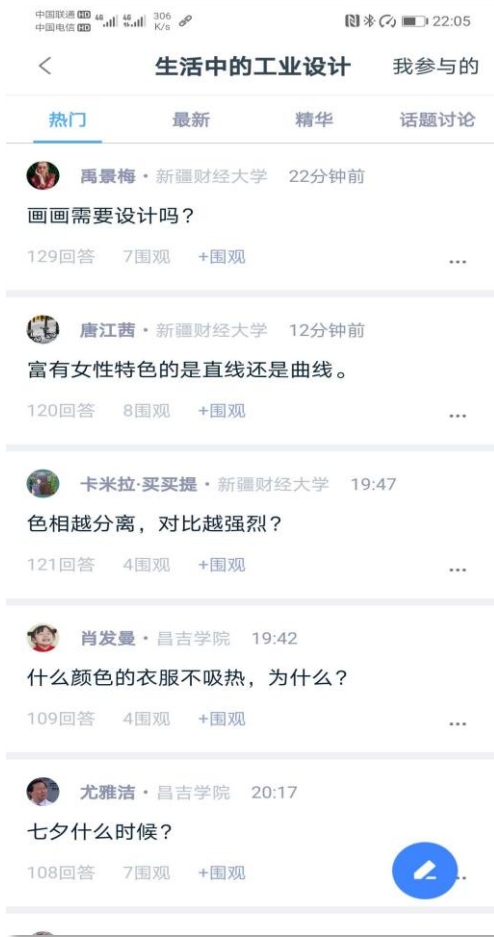 中国联通 HD 4G 4G 306 22:05
中国电信 HD K/s
生活中的工业设计 我参与的
热门 最新 精华 话题讨论
禹景梅·新疆财经大学 22分钟前
画画需要设计吗?
129回答 7围观 +围观
唐江茜·新疆财经大学 12分钟前
富有女性特色的是直线还是曲线。
120回答 8围观 +围观
卡米拉·买买提·新疆财经大学 19:47
色相越分离，对比越强烈?
121回答 4围观 +围观
肖发曼·昌吉学院 19:42
什么颜色的衣服不吸热，为什么?
109回答 4围观 +围观
尤雅洁·昌吉学院 20:17
七夕什么时候?
108回答 7围观 +围观